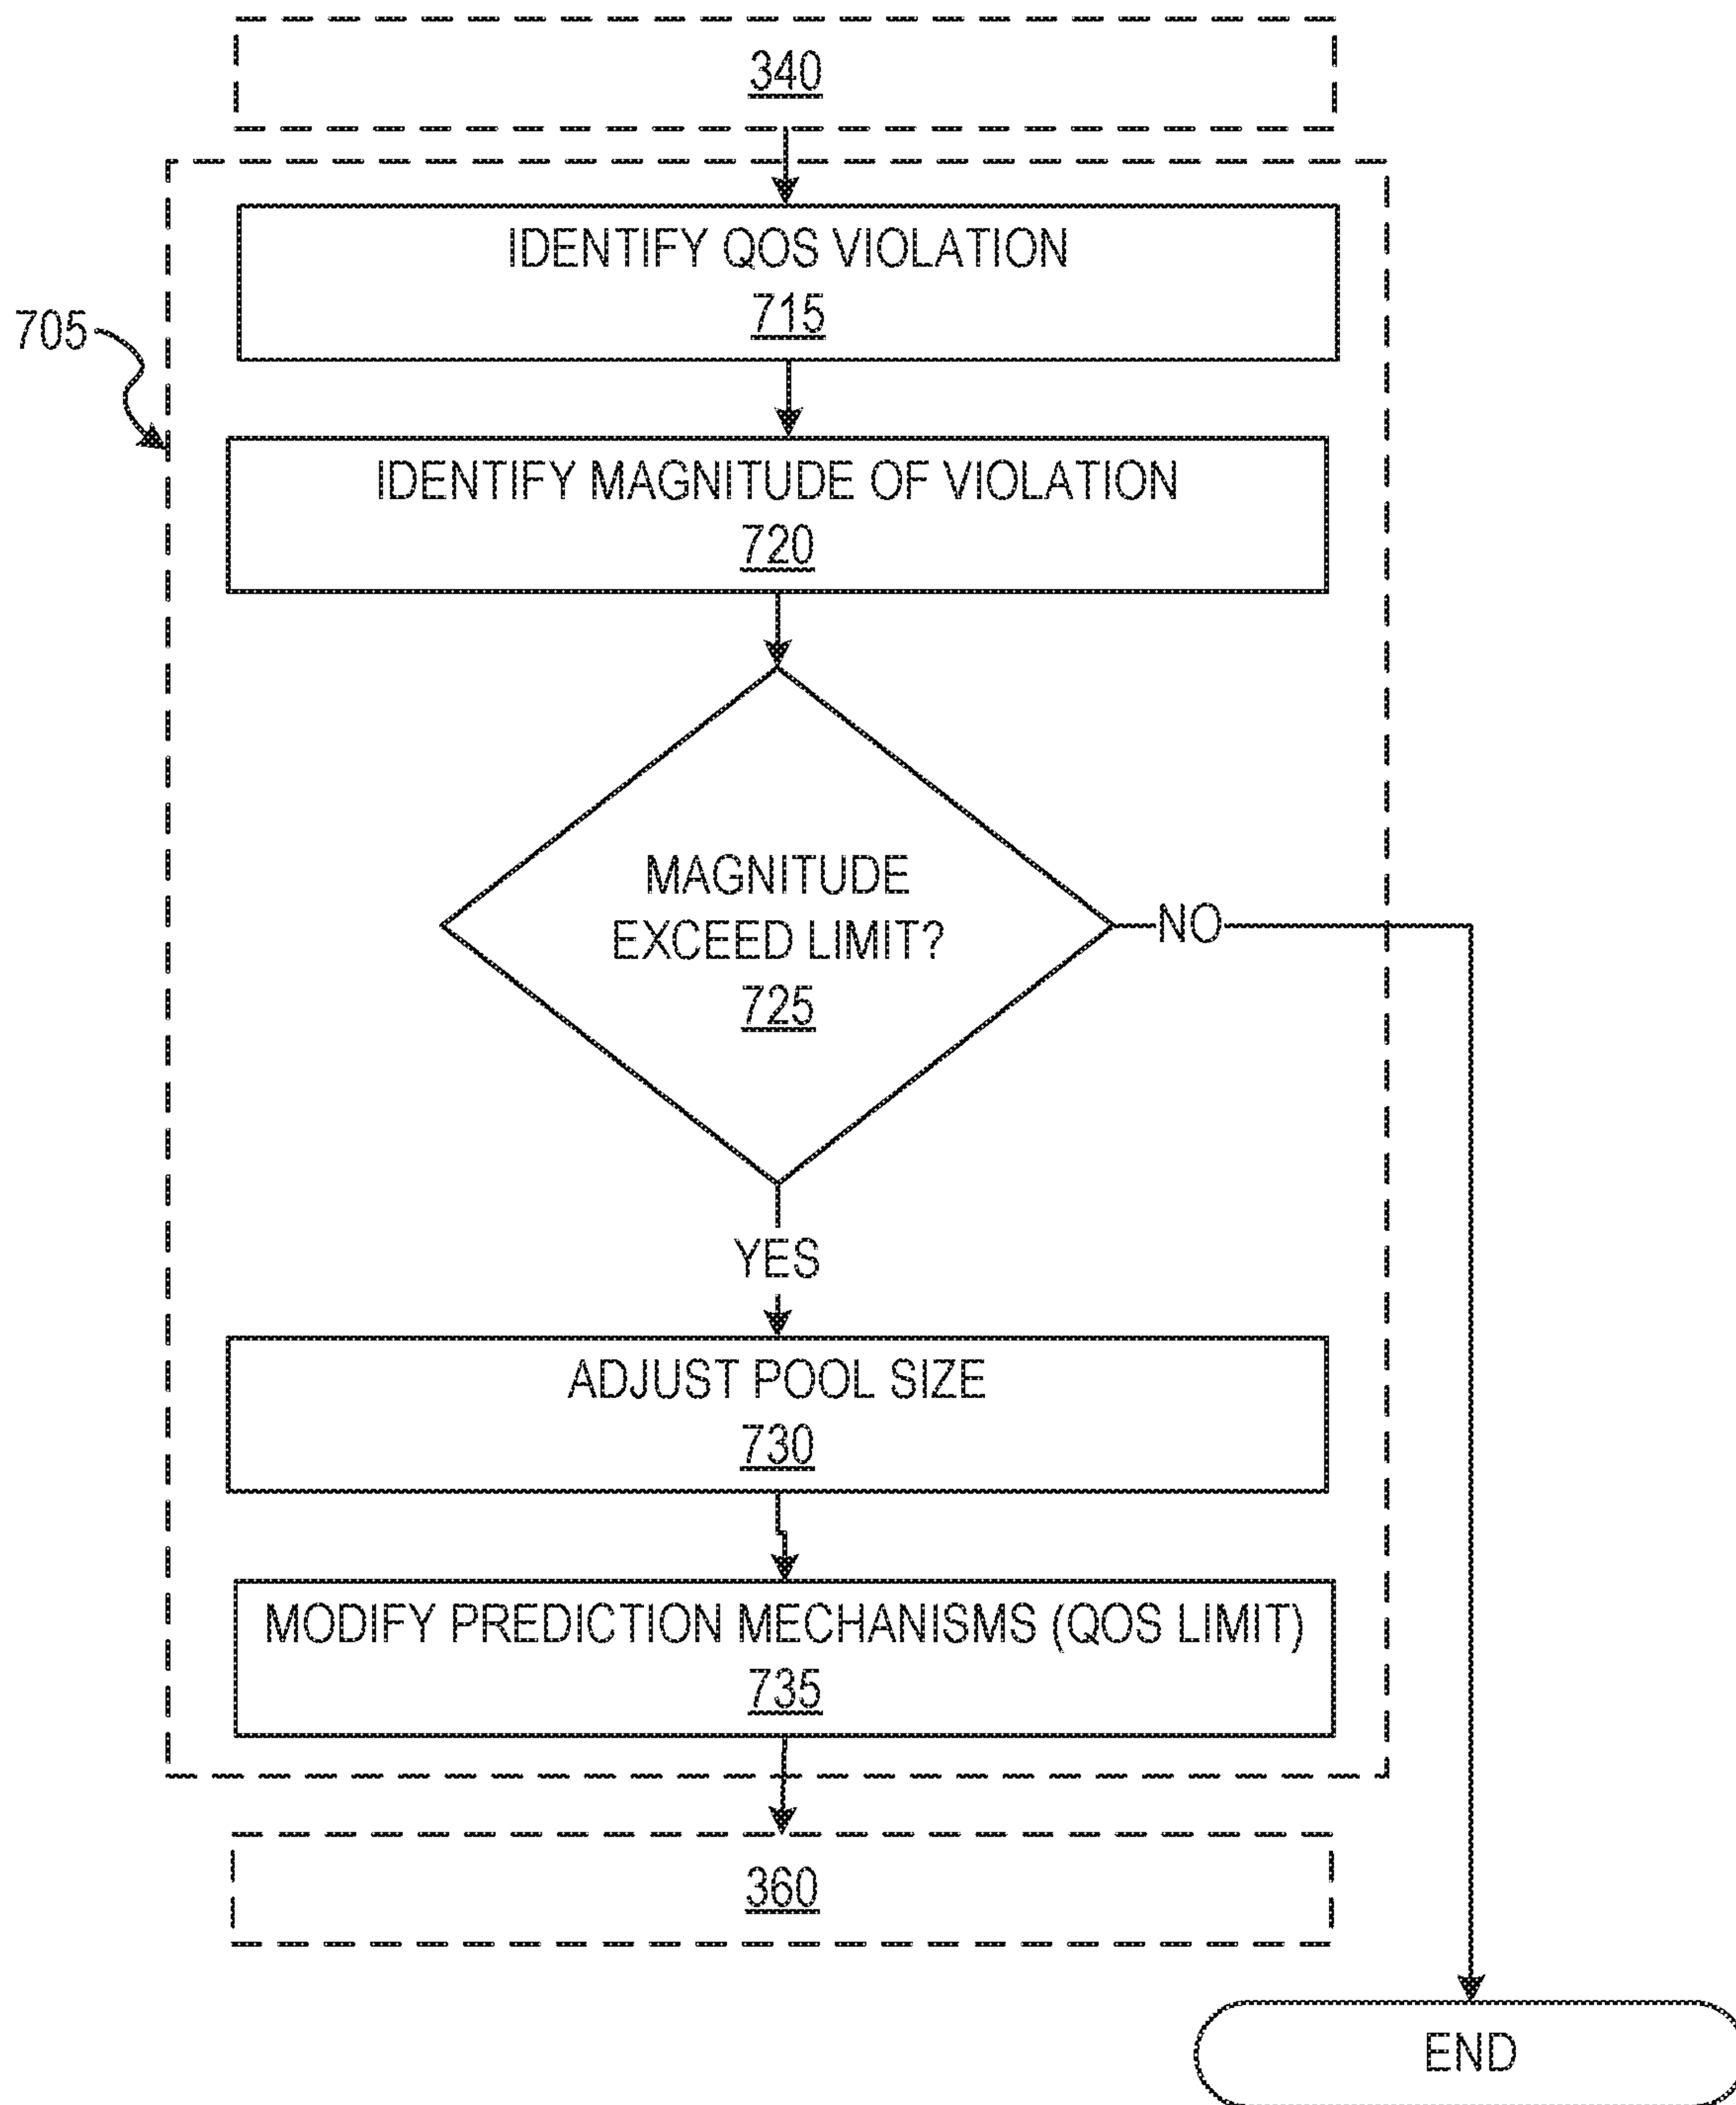 340
IDENTIFY QOS VIOLATION
715
705
IDENTIFY MAGNITUDE OF VIOLATION
720
MAGNITUDE
EXCEED LIMIT?
725
NO
YES
ADJUST POOL SIZE
730
MODIFY PREDICTION MECHANISMS (QOS LIMIT)
735
360
END